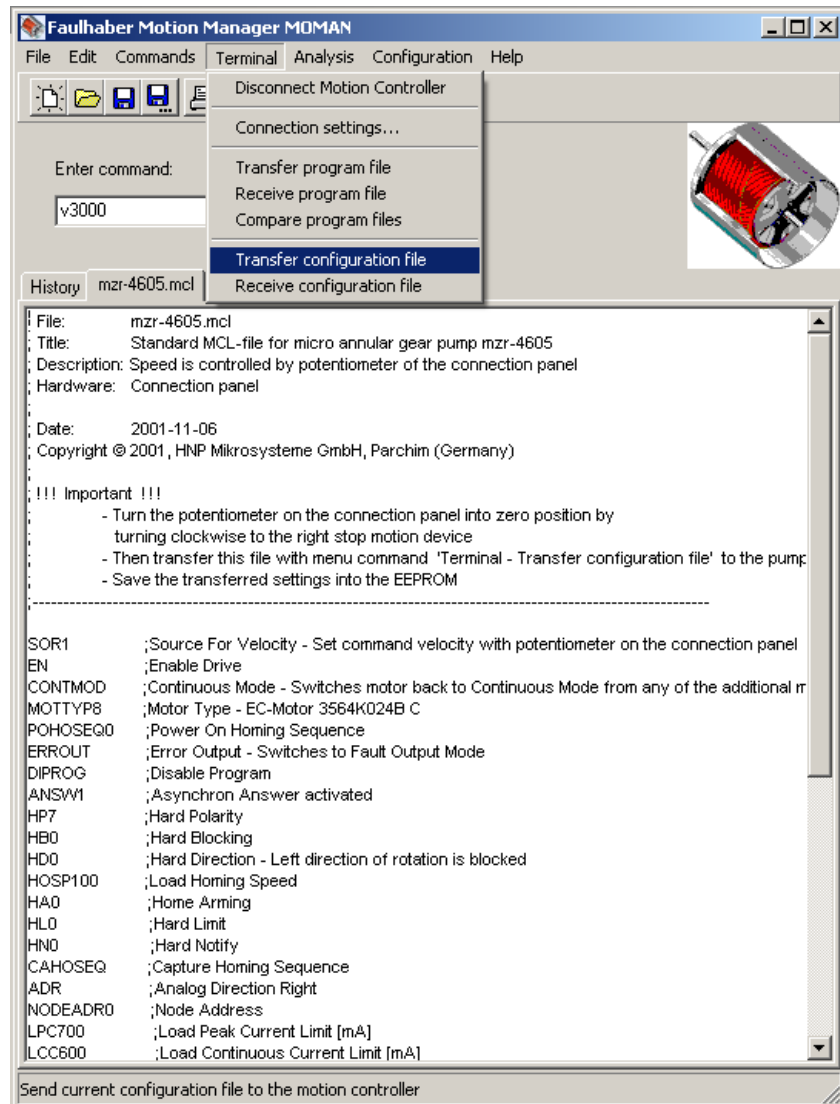 Faulhaber Motion Manager MOMAN
File Edit Commands Terminal Analysis Configuration Help
Disconnect Motion Controller
Connection settings...
Transfer program file
Receive program file
Compare program files
Transfer configuration file
Receive configuration file
Enter command:
v3000
History mzr-4605.mcl
; File: mzr-4605.mcl
; Title: Standard MCL-file for micro annular gear pump mzr-4605
; Description: Speed is controlled by potentiometer of the connection panel
; Hardware: Connection panel
;
; Date: 2001-11-06
; Copyright © 2001, HNP Mikrosysteme GmbH, Parchim (Germany)
;
; !!! Important !!!
; - Turn the potentiometer on the connection panel into zero position by
; turning clockwise to the right stop motion device
; - Then transfer this file with menu command 'Terminal - Transfer configuration file' to the pump
; - Save the transferred settings into the EEPROM
;--------------------------------------------------------------------------------------------------------------
SOR1 ;Source For Velocity - Set command velocity with potentiometer on the connection panel
EN ;Enable Drive
CONTMOD ;Continuous Mode - Switches motor back to Continuous Mode from any of the additional
MOTTYP8 ;Motor Type - EC-Motor 3564K024B C
POHOSEQ0 ;Power On Homing Sequence
ERROUT ;Error Output - Switches to Fault Output Mode
DIPROG ;Disable Program
ANSW1 ;Asynchron Answer activated
HP7 ;Hard Polarity
HB0 ;Hard Blocking
HD0 ;Hard Direction - Left direction of rotation is blocked
HOSP100 ;Load Homing Speed
HA0 ;Home Arming
HL0 ;Hard Limit
HN0 ;Hard Notify
CAHOSEQ ;Capture Homing Sequence
ADR ;Analog Direction Right
NODEADR0 ;Node Address
LPC700 ;Load Peak Current Limit [mA]
LCC600 ;Load Continuous Current Limit [mA]
Send current configuration file to the motion controller